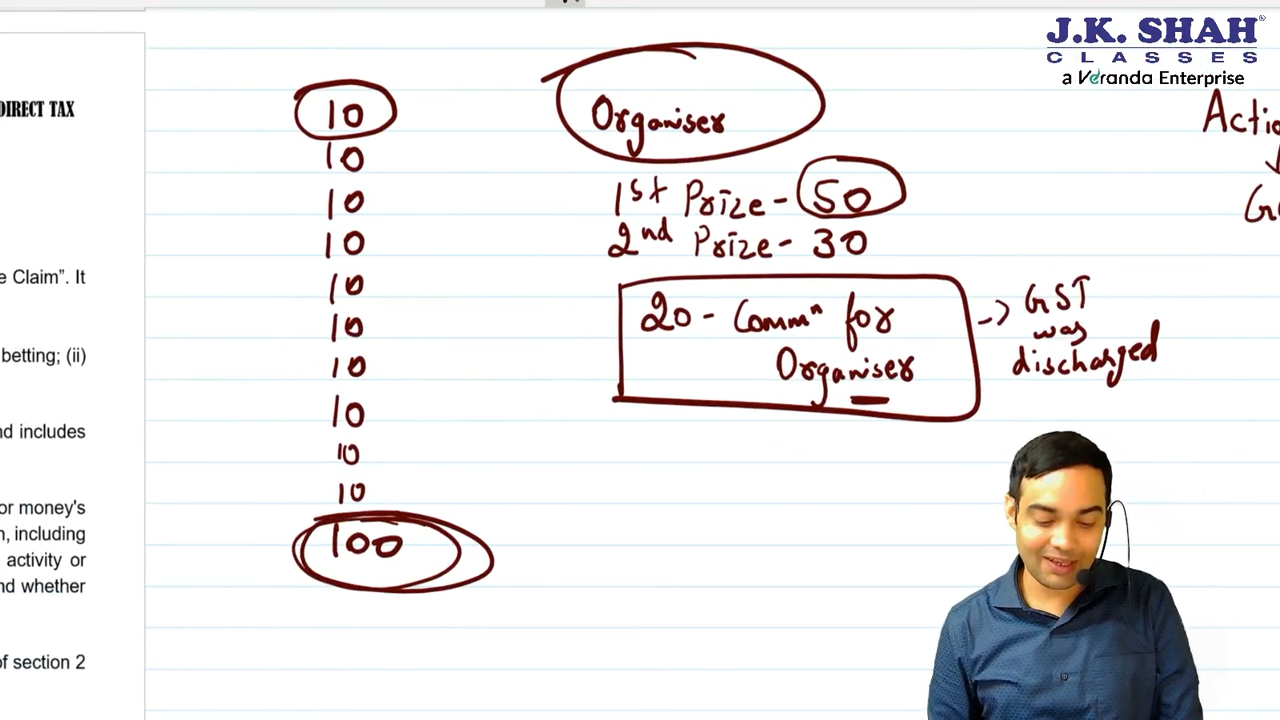 J.K. SHAH®
CLASSES
a Veranda Enterprise
DIRECT TAX
e Claim”. It
betting; (ii)
nd includes
or money's
n, including
activity or
nd whether
of section 2
10
10
10
10
10
10
10
10
10
10
100
Organiser
1st Prize - 50
2nd Prize - 30
20 - Commn for
Organiser
-> GST
was
discharged
Actio